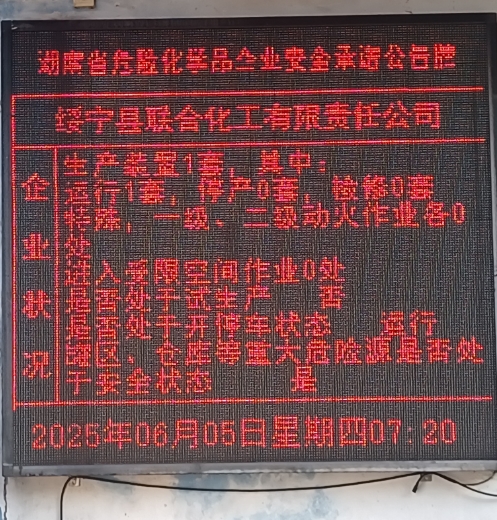 湖南省危险化学品企业安全承诺公告牌
绥宁县联合化工有限责任公司
企业状况
生产装置1套，其中：
运行1套，停产0套，检修0套
特殊、一级、二级动火作业各0
处
进入受限空间作业0处
是否处于试生产 否
是否处于开停车状态 运行
罐区、仓库等重大危险源是否处
于安全状态 是
2025年06月05日星期四07:20